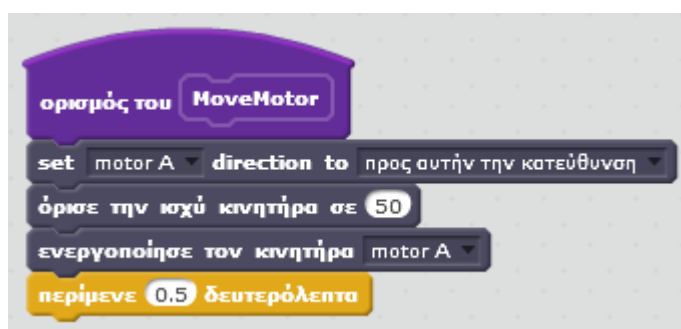 ορισμός του MoveMotor
set motor A direction to προς αυτήν την κατεύθυνση
όρισε την ισχύ κινητήρα σε 50
ενεργοποίησε τον κινητήρα motor A
περίμενε 0.5 δευτερόλεπτα